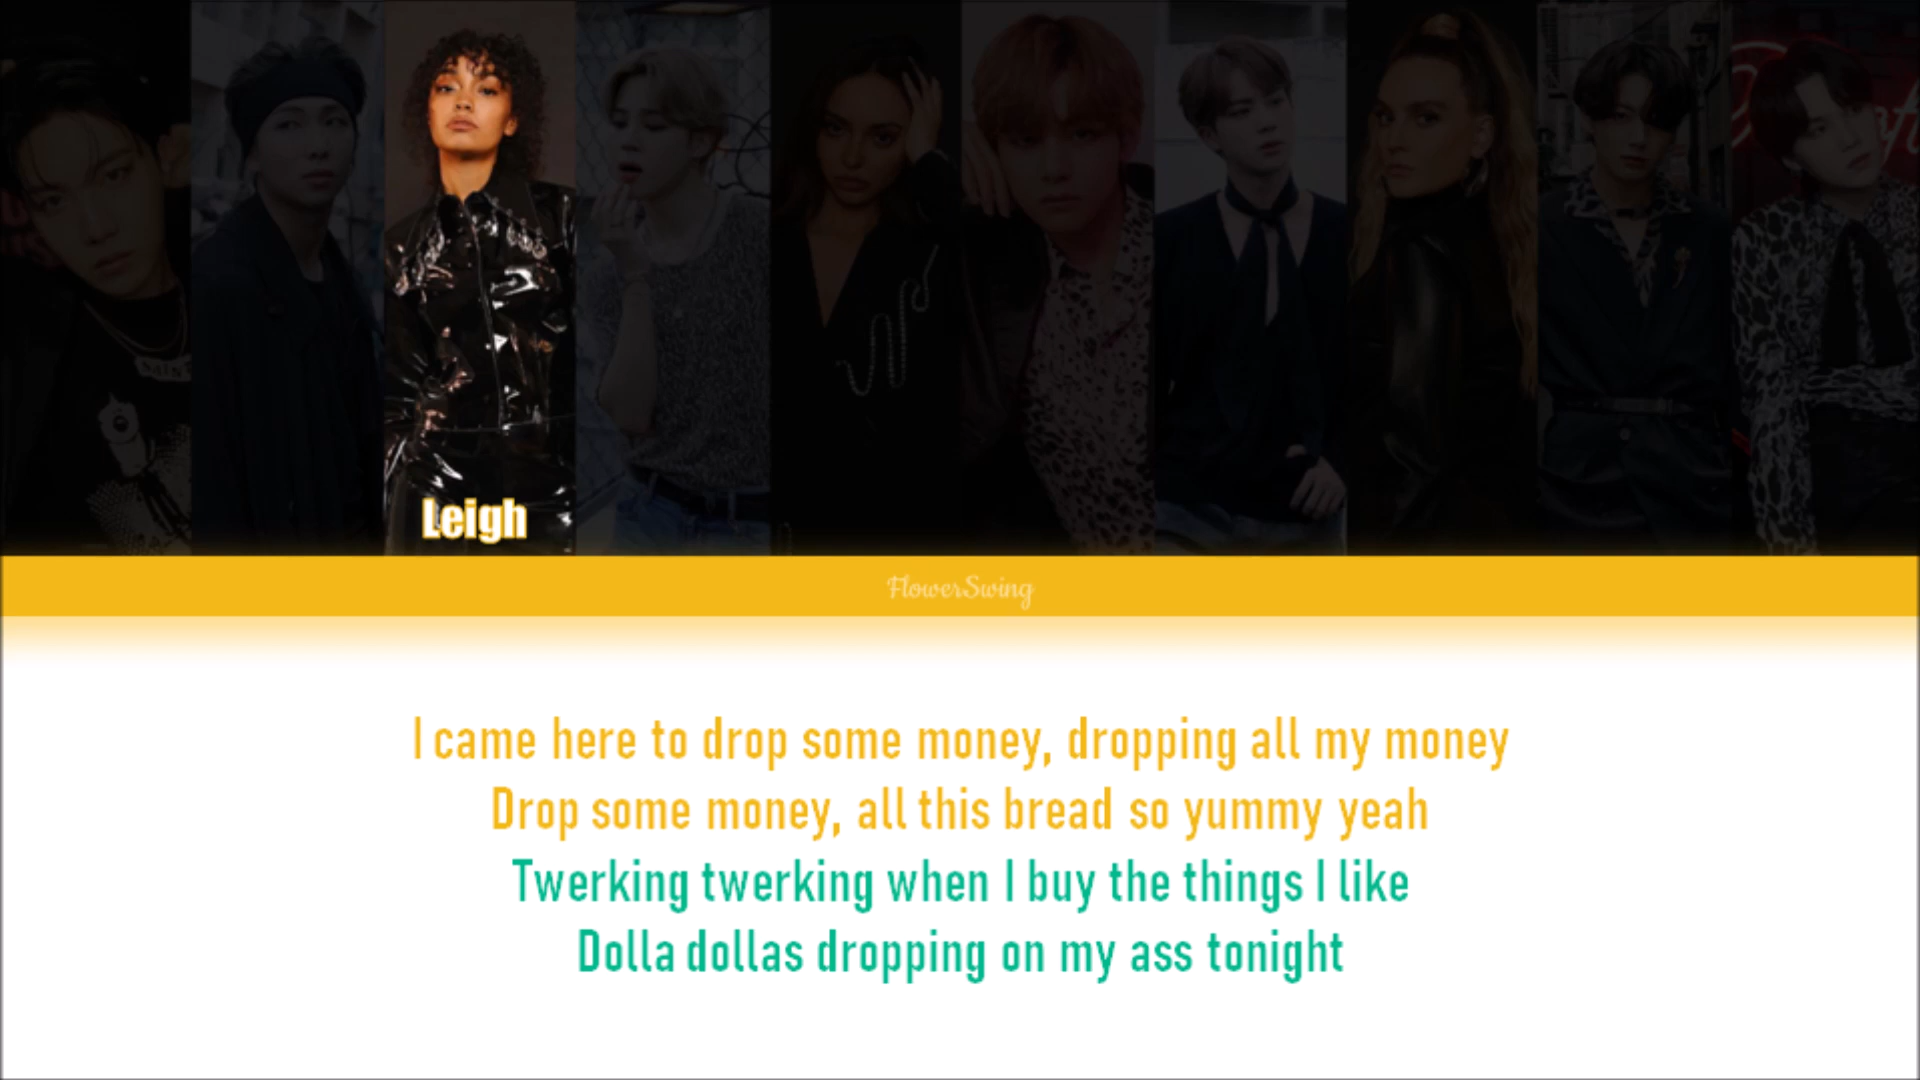 Leigh
FlowerSwing
I came here to drop some money, dropping all my money
Drop some money, all this bread so yummy yeah
Twerking twerking when I buy the things I like
Dolla dollas dropping on my ass tonight